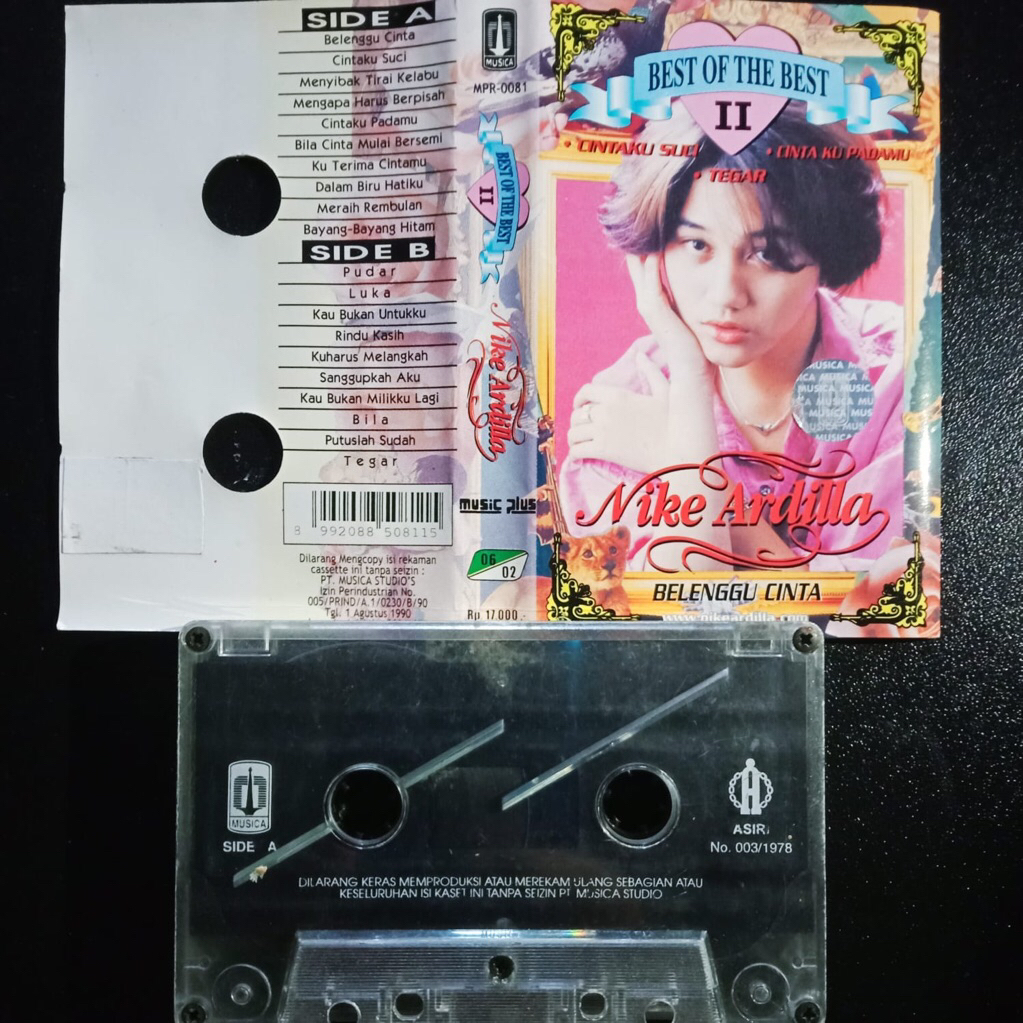 SIDE A
Belenggu Cinta
Cintaku Suci
Menyibak Tirai Kelabu
Mengapa Harus Berpisah
Cintaku Padamu
Bila Cinta Mulai Bersemi
Ku Terima Cintamu
Dalam Biru Hatiku
Meraih Rembulan
Bayang-Bayang Hitam
SIDE B
Pudar
Luka
Kau Bukan Untukku
Rindu Kasih
Kuharus Melangkah
Sanggupkah Aku
Kau Bukan Milikku Lagi
Bila
Putuslah Sudah
Tegar
8 992088 508115
Dilarang Mengcopy isi rekaman
cassette ini tanpa seizin :
PT. MUSICA STUDIO'S
Izin Perindustrian No.
005/PRIND/A.1/0230/B/90
Tgl. 1 Agustus 1990
MUSICA
MPR-0081
BEST OF THE BEST
II
Nike Ardilla
music plus
06
02
Rp 17.000.-
BEST OF THE BEST
II
• CINTAKU SUCI
• CINTA KU PADAMU
• TEGAR
MUSICA MUSICA
Nike Ardilla
BELENGGU CINTA
www.nikeardilla.com
MUSICA
SIDE A
ASIRI
No. 003/1978
DILARANG KERAS MEMPRODUKSI ATAU MEREKAM ULANG SEBAGIAN ATAU
KESELURUHAN ISI KASET INI TANPA SEIZIN PT. MUSICA STUDIO